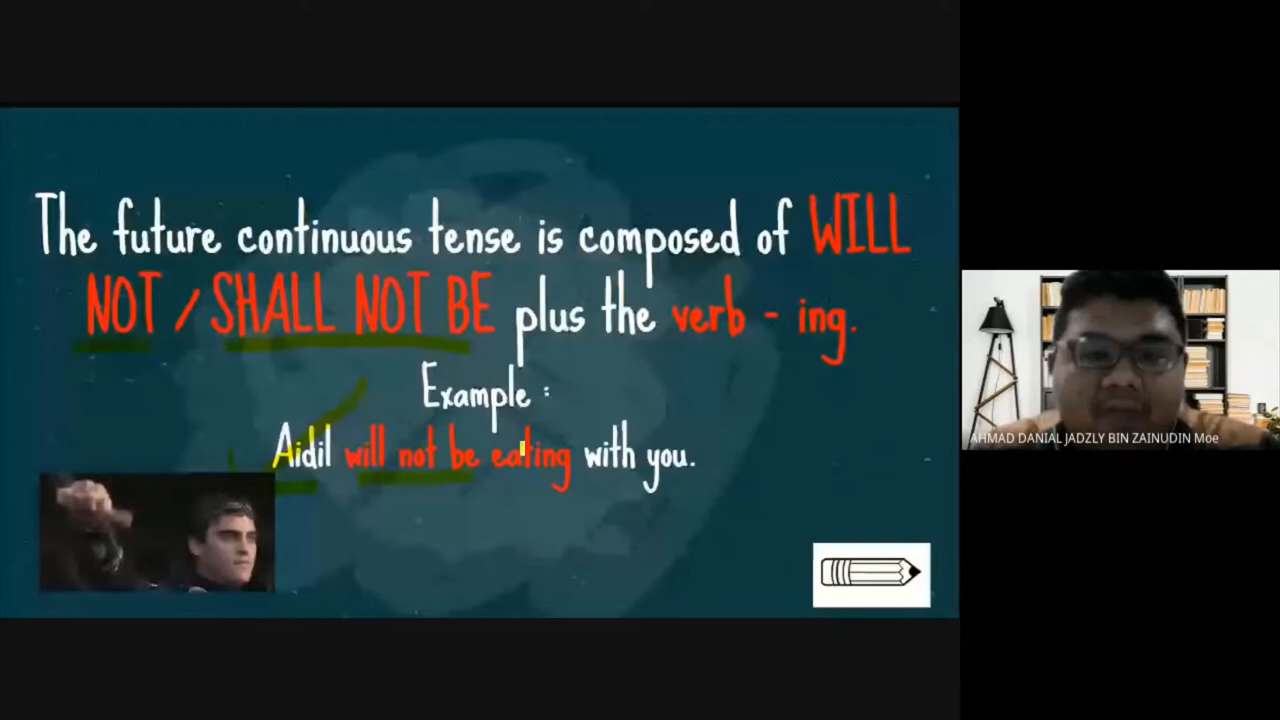 The future continuous tense is composed of WILL
NOT / SHALL NOT BE plus the verb - ing.
Example :
Aidil will not be eating with you.
AHMAD DANIAL JADZLY BIN ZAINUDIN Moe